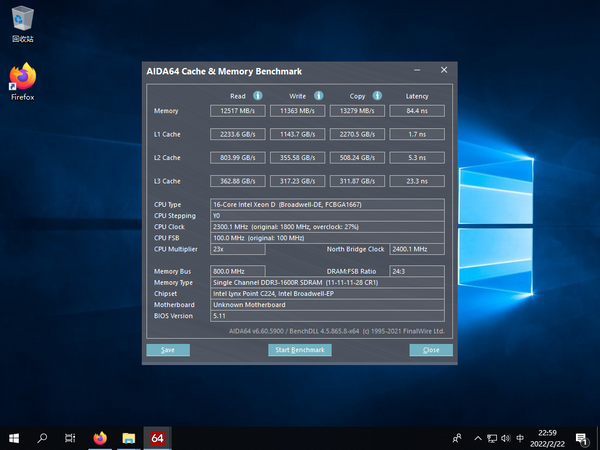 回收站
Firefox
AIDA64 Cache & Memory Benchmark
Read Write Copy Latency
Memory 12517 MB/s 11363 MB/s 13279 MB/s 84.4 ns
L1 Cache 2233.6 GB/s 1143.7 GB/s 2270.5 GB/s 1.7 ns
L2 Cache 803.99 GB/s 355.58 GB/s 508.24 GB/s 5.3 ns
L3 Cache 362.88 GB/s 317.23 GB/s 311.87 GB/s 23.3 ns
CPU Type 16-Core Intel Xeon D (Broadwell-DE, FCBGA1667)
CPU Stepping Y0
CPU Clock 2300.1 MHz (original: 1800 MHz, overclock: 27%)
CPU FSB 100.0 MHz (original: 100 MHz)
CPU Multiplier 23x North Bridge Clock 2400.1 MHz
Memory Bus 800.0 MHz DRAM:FSB Ratio 24:3
Memory Type Single Channel DDR3-1600R SDRAM (11-11-11-28 CR1)
Chipset Intel Lynx Point C224, Intel Broadwell-EP
Motherboard Unknown Motherboard
BIOS Version 5.11
AIDA64 v6.60.5900 / BenchDLL 4.5.865.8-x64 (c) 1995-2021 FinalWire Ltd.
Save Start Benchmark Close
64 中 22:59
2022/2/22 1